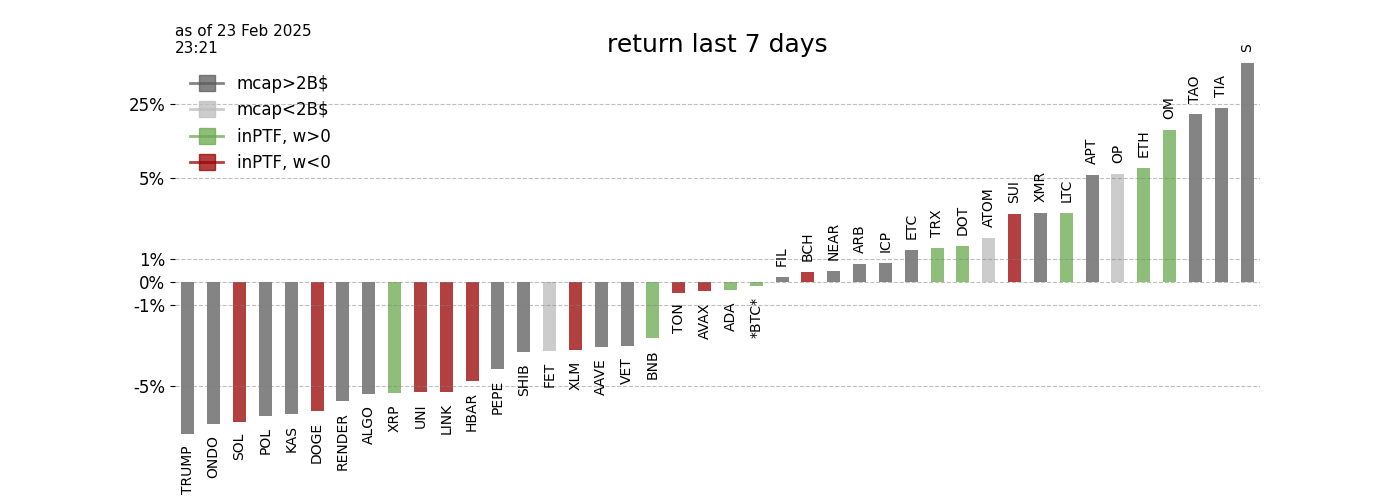 as of 23 Feb 2025
23:21
return last 7 days
mcap>2B$
mcap<2B$
inPTF, w>0
inPTF, w<0
25%
5%
1%
0%
-1%
-5%
TRUMP
ONDO
SOL
POL
KAS
DOGE
RENDER
ALGO
XRP
UNI
LINK
HBAR
PEPE
SHIB
FET
XLM
AAVE
VET
BNB
TON
AVAX
ADA
*BTC*
FIL
BCH
NEAR
ARB
ICP
ETC
TRX
DOT
ATOM
SUI
XMR
LTC
APT
OP
ETH
OM
TAO
TIA
S